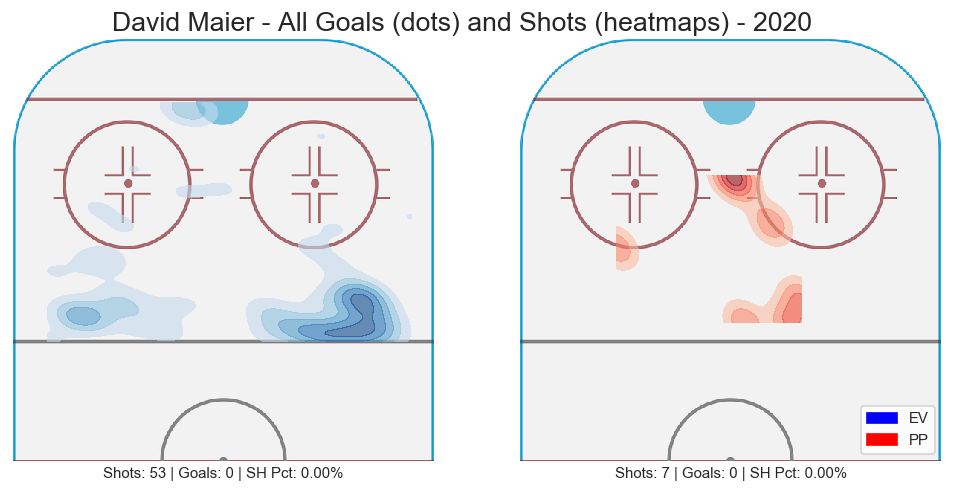 David Maier - All Goals (dots) and Shots (heatmaps) - 2020
EV
PP
Shots: 53 | Goals: 0 | SH Pct: 0.00%
Shots: 7 | Goals: 0 | SH Pct: 0.00%